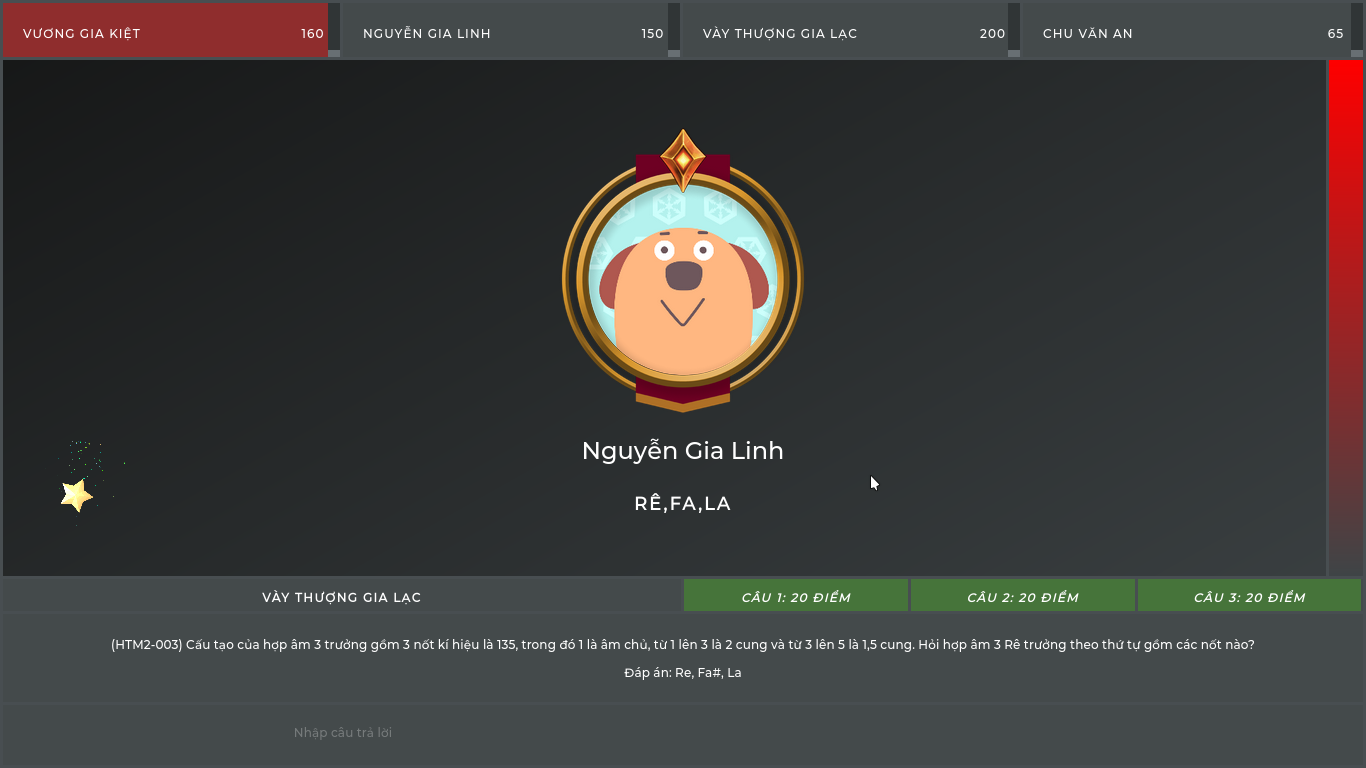 VƯƠNG GIA KIỆT 160 NGUYỄN GIA LINH 150 VÀY THƯỢNG GIA LẠC 200 CHU VĂN AN 65
Nguyễn Gia Linh
RÊ,FA,LA
VÀY THƯỢNG GIA LẠC CÂU 1: 20 ĐIỂM CÂU 2: 20 ĐIỂM CÂU 3: 20 ĐIỂM
(HTM2-003) Cấu tạo của hợp âm 3 trưởng gồm 3 nốt kí hiệu là 135, trong đó 1 là âm chủ, từ 1 lên 3 là 2 cung và từ 3 lên 5 là 1,5 cung. Hỏi hợp âm 3 Rê trưởng theo thứ tự gồm các nốt nào?
Đáp án: Re, Fa#, La
Nhập câu trả lời